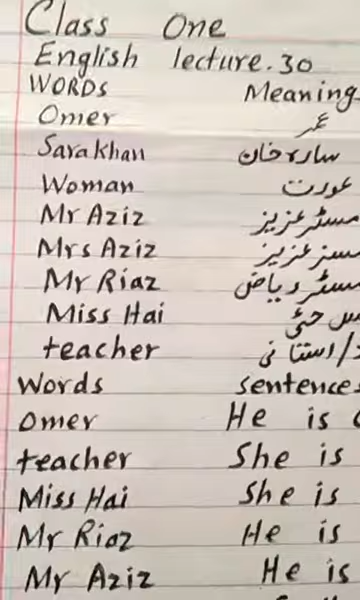 Class One
English lecture.30
WORDS Meaning
Omer عمر
Sara khan سارہ خان
Woman عورت
Mr Aziz مسٹر عزیز
Mrs Aziz مسز عزیز
Mr Riaz مسٹر ریاض
Miss Hai مس حئی
teacher استانی
Words sentences
Omer He is
teacher She is
Miss Hai She is
Mr Riaz He is
Mr Aziz He is